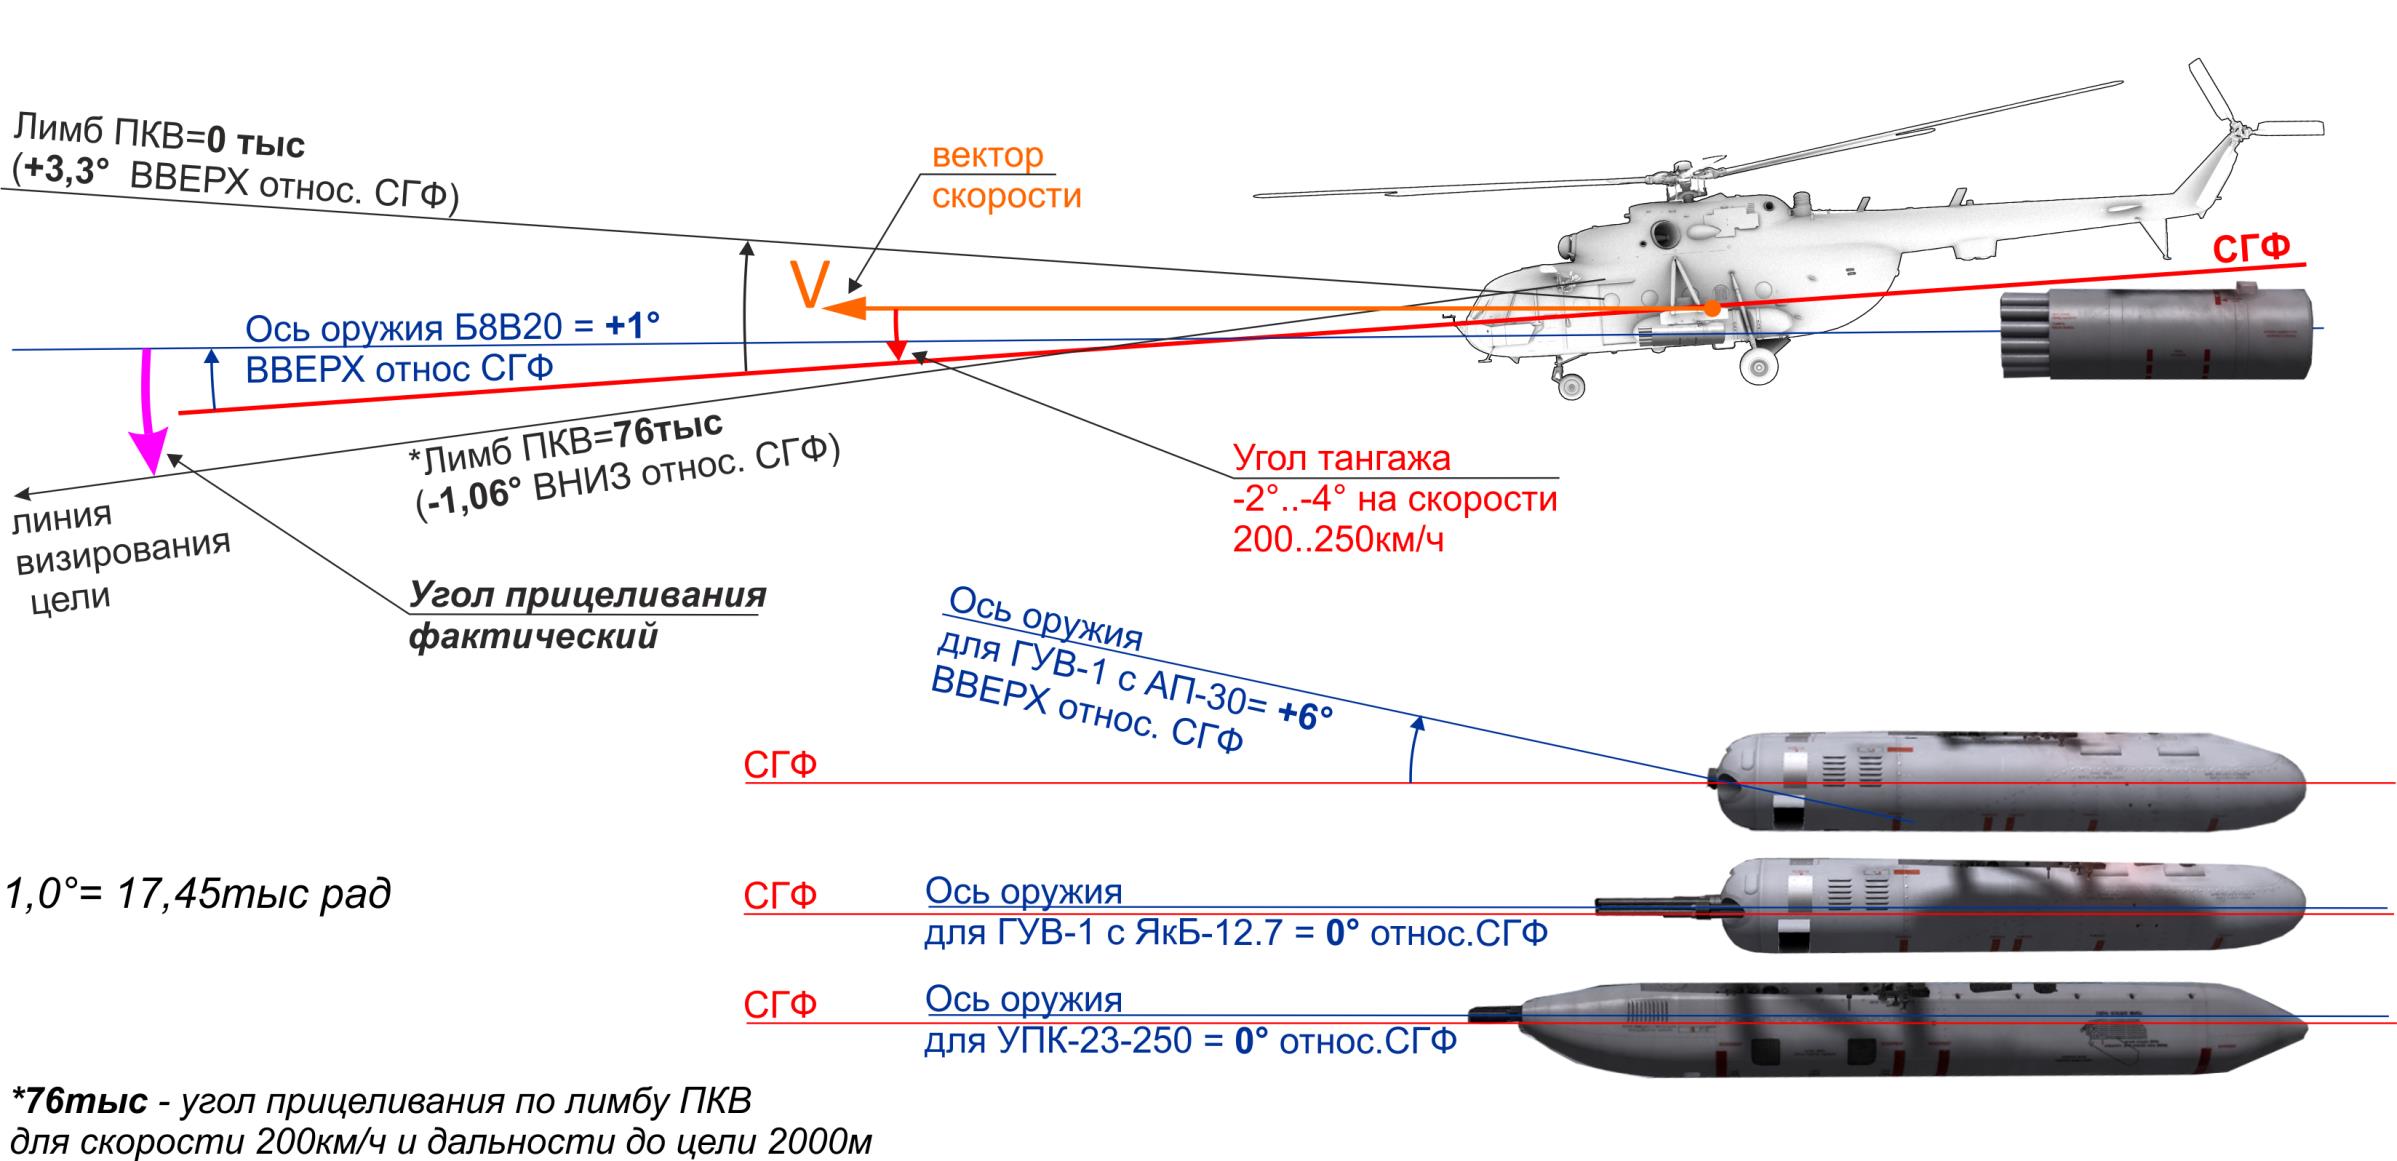 Лимб ПКВ=0 тыс
(+3,3° ВВЕРХ относ. СГФ)
вектор
скорости
V
СГФ
Ось оружия Б8В20 = +1°
ВВЕРХ относ СГФ
*Лимб ПКВ=76тыс
(-1,06° ВНИЗ относ. СГФ)
линия
визирования
цели
Угол тангажа
-2°..-4° на скорости
200..250км/ч
Угол прицеливания
фактический
Ось оружия
для ГУВ-1 с АП-30= +6°
ВВЕРХ относ. СГФ
СГФ
1,0°= 17,45тыс рад
СГФ
Ось оружия
для ГУВ-1 с ЯкБ-12.7 = 0° относ.СГФ
СГФ
Ось оружия
для УПК-23-250 = 0° относ.СГФ
*76тыс - угол прицеливания по лимбу ПКВ
для скорости 200км/ч и дальности до цели 2000м